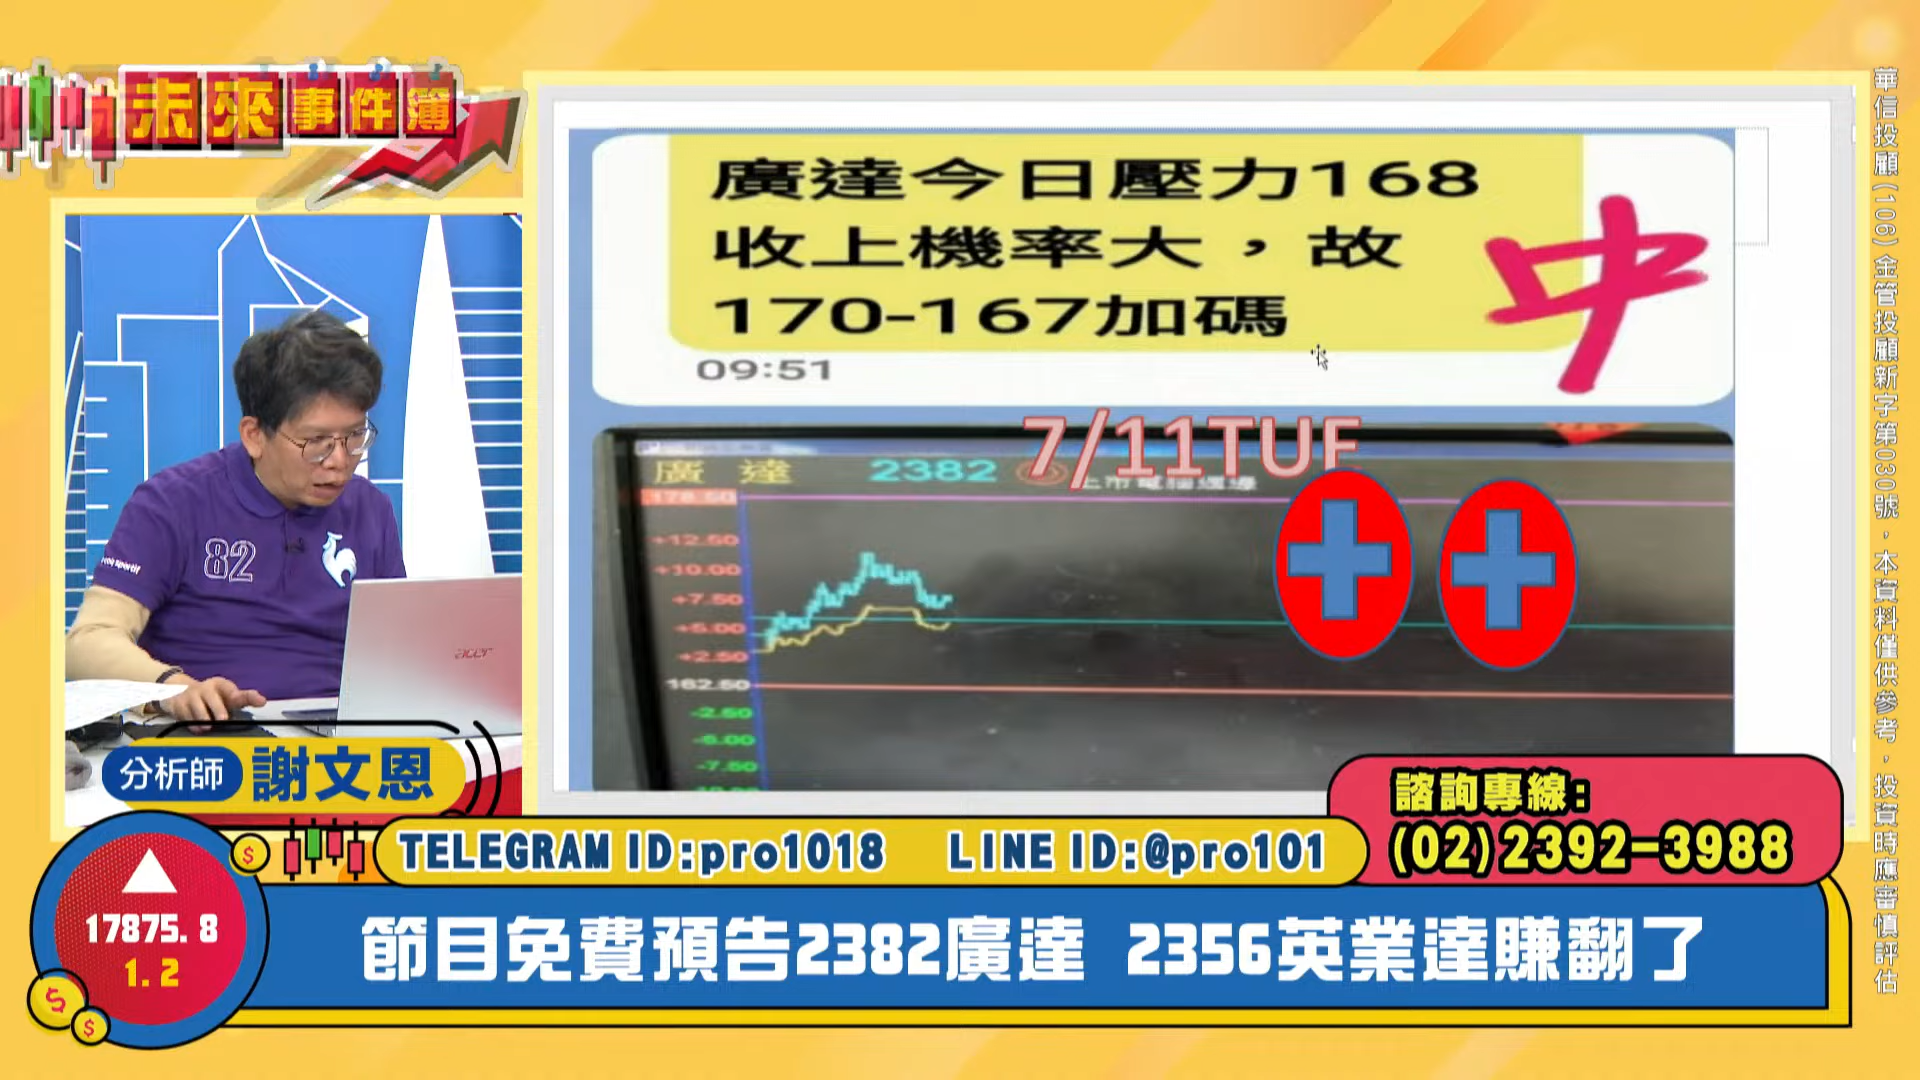 未來事件簿
廣達今日壓力168
收上機率大，故
170-167加碼
09:51
中
7/11TUE
廣達 2382
178.50
+12.50
+10.00
+7.50
+5.00
+2.50
162.50
-2.50
-5.00
-7.50
82
acer
分析師 謝文恩
諮詢專線:
(02)2392-3988
TELEGRAM ID:pro1018 LINE ID:@pro101
17875.8
1.2
節目免費預告2382廣達 2356英業達賺翻了
華信投顧(106)金管投顧新字第030號，本資料僅供參考，投資時應審慎評估